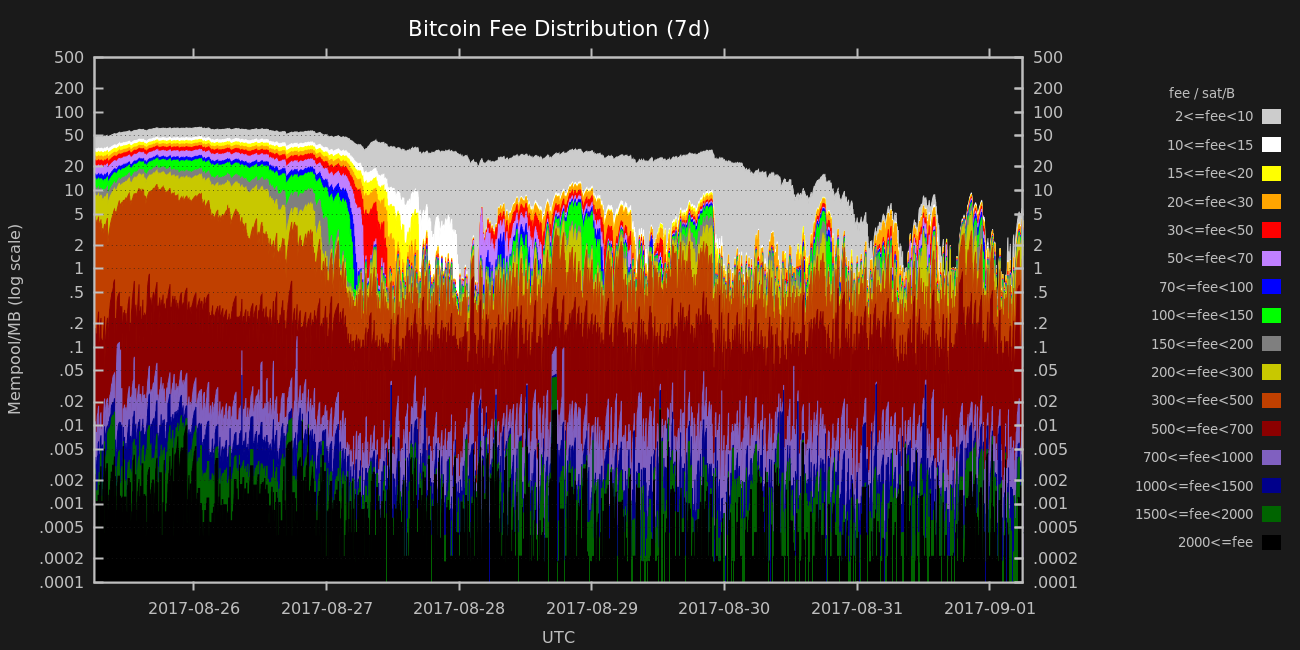 Bitcoin Fee Distribution (7d)
500 500
200 200
100 100
50 50
20 20
10 10
5 5
2 2
1 1
.5 .5
.2 .2
.1 .1
.05 .05
.02 .02
.01 .01
.005 .005
.002 .002
.001 .001
.0005 .0005
.0002 .0002
.0001 .0001
Mempool/MB (log scale)
2017-08-26 2017-08-27 2017-08-28 2017-08-29 2017-08-30 2017-08-31 2017-09-01
UTC
fee / sat/B
2<=fee<10
10<=fee<15
15<=fee<20
20<=fee<30
30<=fee<50
50<=fee<70
70<=fee<100
100<=fee<150
150<=fee<200
200<=fee<300
300<=fee<500
500<=fee<700
700<=fee<1000
1000<=fee<1500
1500<=fee<2000
2000<=fee